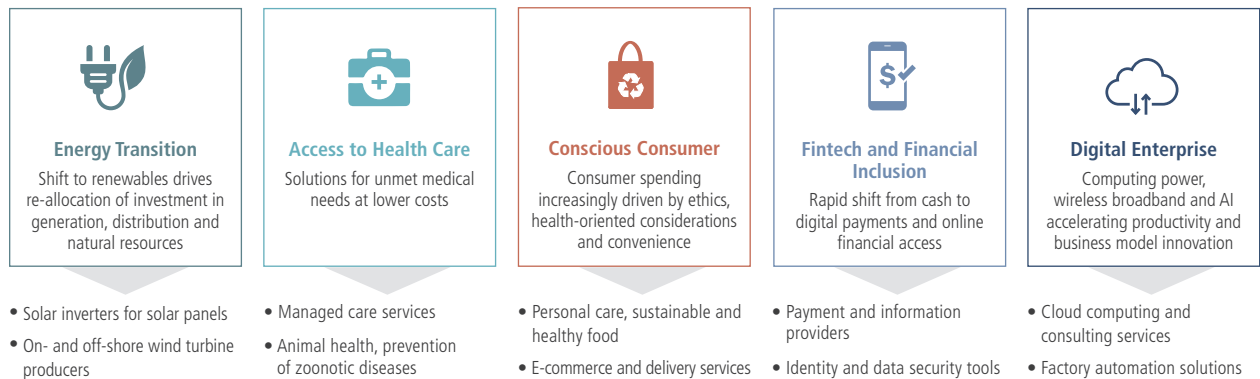 Energy Transition
Shift to renewables drives
re-allocation of investment in
generation, distribution and
natural resources
• Solar inverters for solar panels
• On- and off-shore wind turbine
producers
Access to Health Care
Solutions for unmet medical
needs at lower costs
• Managed care services
• Animal health, prevention
of zoonotic diseases
Conscious Consumer
Consumer spending
increasingly driven by ethics,
health-oriented considerations
and convenience
• Personal care, sustainable and
healthy food
• E-commerce and delivery services
$
Fintech and Financial
Inclusion
Rapid shift from cash to
digital payments and online
financial access
• Payment and information
providers
• Identity and data security tools
Digital Enterprise
Computing power,
wireless broadband and AI
accelerating productivity and
business model innovation
• Cloud computing and
consulting services
• Factory automation solutions